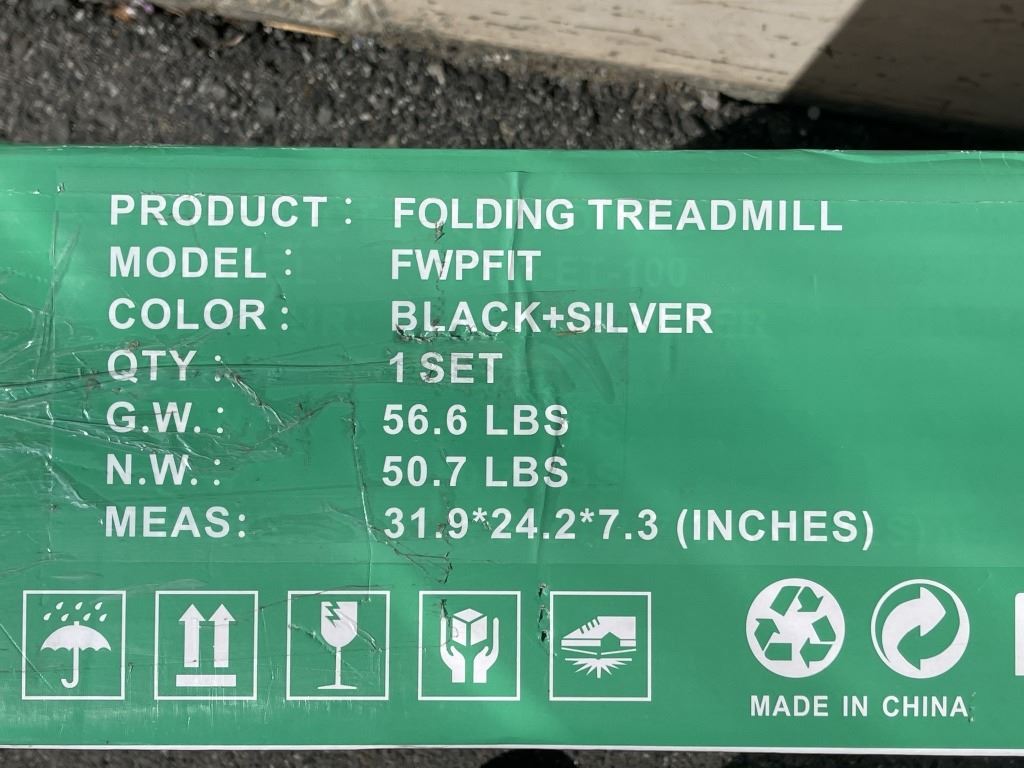 PRODUCT : FOLDING TREADMILL
MODEL : FWPFIT
COLOR : BLACK+SILVER
QTY : 1 SET
G.W. : 56.6 LBS
N.W. : 50.7 LBS
MEAS: 31.9*24.2*7.3 (INCHES)
MADE IN CHINA